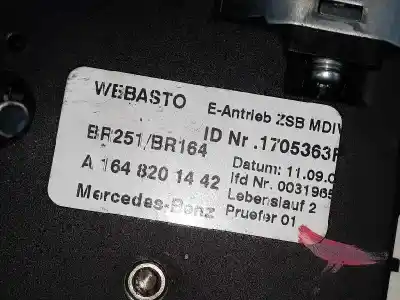 WEBASTO E-Antrieb ZSB MDIV
BR251/BR164 ID Nr .1705363F
A 164 820 14 42 Datum: 11.09.0
lfd Nr. 0031965
Mercedes-Benz Lebenslauf 2
Pruefer 01